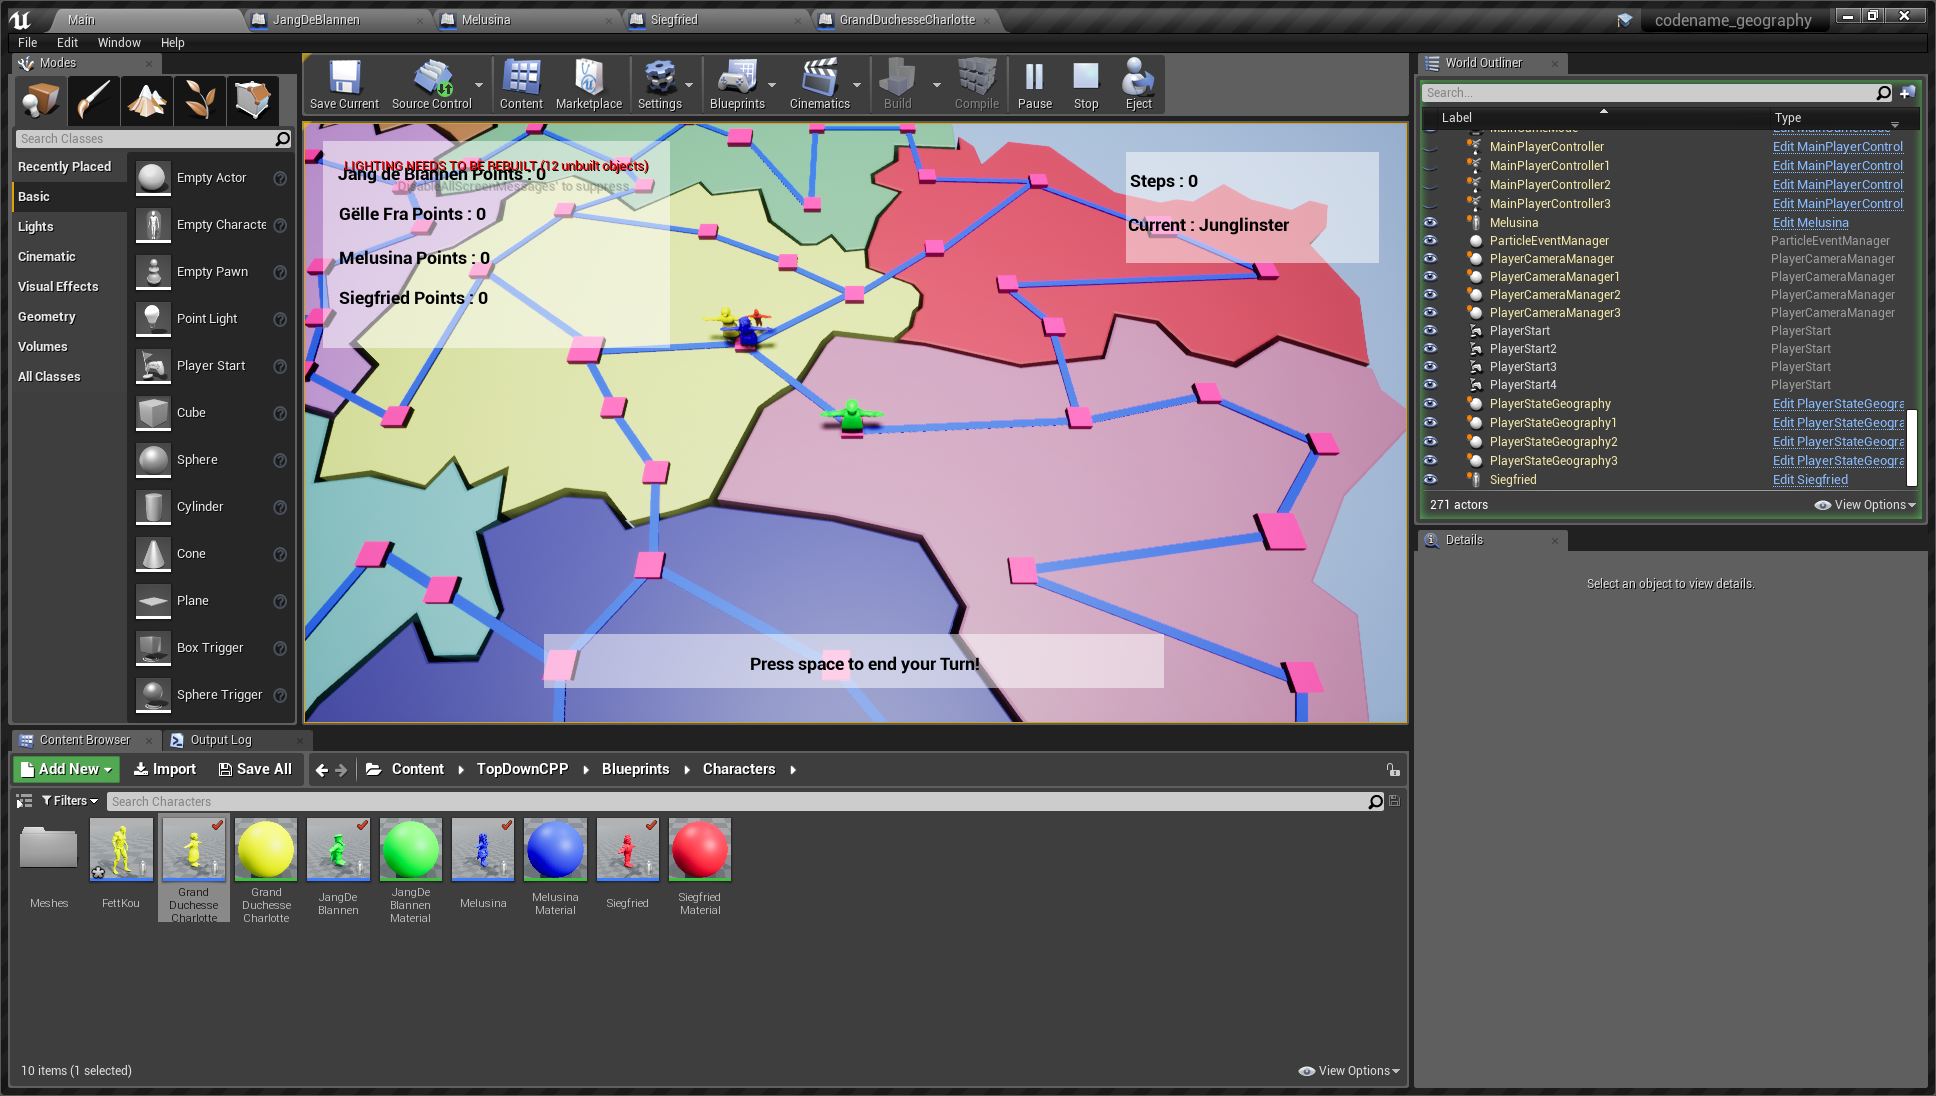 Main
JangDeBlannen
Melusina
Siegfried
GrandDuchesseCharlotte
codename_geography
File Edit Window Help
Modes
Search Classes
Recently Placed
Basic
Lights
Cinematic
Visual Effects
Geometry
Volumes
All Classes
Empty Actor
Empty Characte
Empty Pawn
Point Light
Player Start
Cube
Sphere
Cylinder
Cone
Plane
Box Trigger
Sphere Trigger
Save Current
Source Control
Content
Marketplace
Settings
Blueprints
Cinematics
Build
Compile
Pause
Stop
Eject
LIGHTING NEEDS TO BE REBUILT (12 unbuilt objects)
Jang de Blannen Points : 0
'DisableAllScreenMessages' to suppress
Gëlle Fra Points : 0
Melusina Points : 0
Siegfried Points : 0
Steps : 0
Current : Junglinster
Press space to end your Turn!
World Outliner
Search...
Label Type
MainGameMode Edit MainGameMode
MainPlayerController Edit MainPlayerControl
MainPlayerController1 Edit MainPlayerControl
MainPlayerController2 Edit MainPlayerControl
MainPlayerController3 Edit MainPlayerControl
Melusina Edit Melusina
ParticleEventManager ParticleEventManager
PlayerCameraManager PlayerCameraManager
PlayerCameraManager1 PlayerCameraManager
PlayerCameraManager2 PlayerCameraManager
PlayerCameraManager3 PlayerCameraManager
PlayerStart PlayerStart
PlayerStart2 PlayerStart
PlayerStart3 PlayerStart
PlayerStart4 PlayerStart
PlayerStateGeography Edit PlayerStateGeogra
PlayerStateGeography1 Edit PlayerStateGeogra
PlayerStateGeography2 Edit PlayerStateGeogra
PlayerStateGeography3 Edit PlayerStateGeogra
Siegfried Edit Siegfried
271 actors
View Options
Details
Select an object to view details.
Content Browser
Output Log
Add New
Import
Save All
Content
TopDownCPP
Blueprints
Characters
Filters
Search Characters
Meshes
FettKou
Grand
Duchesse
Charlotte
Grand
Duchesse
Charlotte
JangDe
Blannen
JangDe
Blannen
Material
Melusina
Melusina
Material
Siegfried
Siegfried
Material
10 items (1 selected)
View Options